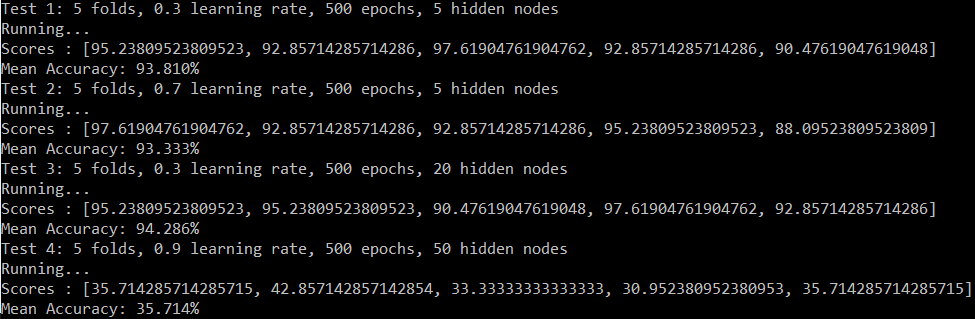 Test 1: 5 folds, 0.3 learning rate, 500 epochs, 5 hidden nodes
Running...
Scores : [95.23809523809523, 92.85714285714286, 97.61904761904762, 92.85714285714286, 90.47619047619048]
Mean Accuracy: 93.810%
Test 2: 5 folds, 0.7 learning rate, 500 epochs, 5 hidden nodes
Running...
Scores : [97.61904761904762, 92.85714285714286, 92.85714285714286, 95.23809523809523, 88.09523809523809]
Mean Accuracy: 93.333%
Test 3: 5 folds, 0.3 learning rate, 500 epochs, 20 hidden nodes
Running...
Scores : [95.23809523809523, 95.23809523809523, 90.47619047619048, 97.61904761904762, 92.85714285714286]
Mean Accuracy: 94.286%
Test 4: 5 folds, 0.9 learning rate, 500 epochs, 50 hidden nodes
Running...
Scores : [35.714285714285715, 42.857142857142854, 33.33333333333333, 30.952380952380953, 35.714285714285715]
Mean Accuracy: 35.714%